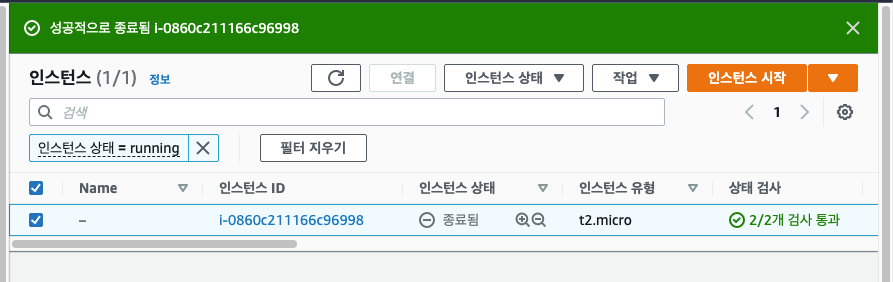 성공적으로 종료됨 i-0860c211166c96998
인스턴스 (1/1) 정보 연결 인스턴스 상태 작업 인스턴스 시작
검색 1
인스턴스 상태 = running 필터 지우기
Name 인스턴스 ID 인스턴스 상태 인스턴스 유형 상태 검사
– i-0860c211166c96998 종료됨 t2.micro 2/2개 검사 통과